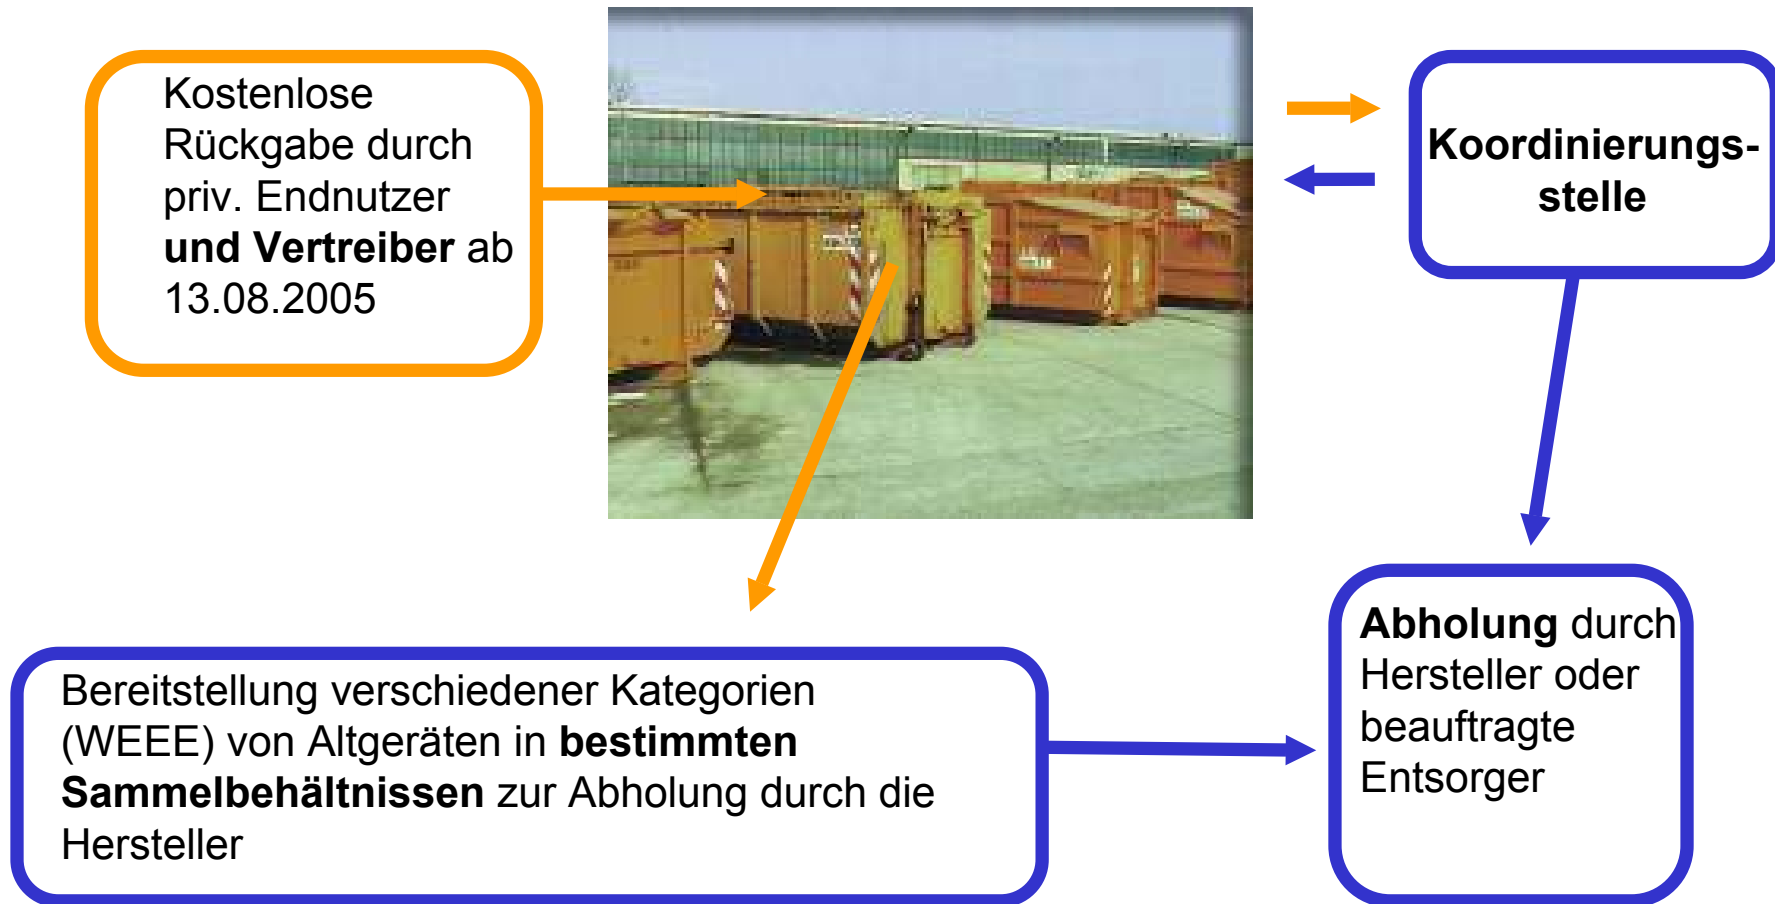 Kostenlose
Rückgabe durch
priv. Endnutzer
und Vertreiber ab
13.08.2005
Koordinierungs-
stelle
Bereitstellung verschiedener Kategorien
(WEEE) von Altgeräten in bestimmten
Sammelbehältnissen zur Abholung durch die
Hersteller
Abholung durch
Hersteller oder
beauftragte
Entsorger